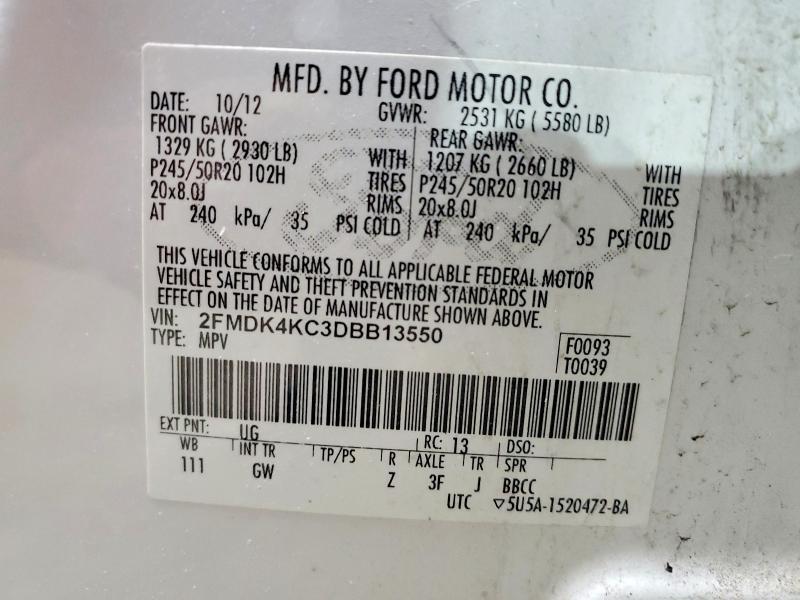 MFD. BY FORD MOTOR CO.
DATE: 10/12 GVWR: 2531 KG ( 5580 LB)
FRONT GAWR: REAR GAWR:
1329 KG ( 2930 LB) WITH 1207 KG ( 2660 LB) WITH
P245/50R20 102H TIRES P245/50R20 102H TIRES
20x8.0J RIMS 20x8.0J RIMS
AT 240 kPa/ 35 PSI COLD AT 240 kPa/ 35 PSI COLD
THIS VEHICLE CONFORMS TO ALL APPLICABLE FEDERAL MOTOR
VEHICLE SAFETY AND THEFT PREVENTION STANDARDS IN
EFFECT ON THE DATE OF MANUFACTURE SHOWN ABOVE.
VIN: 2FMDK4KC3DBB13550
TYPE: MPV F0093
T0039
EXT PNT: UG RC: 13 DSO:
WB INT TR TP/PS R AXLE TR SPR
111 GW Z 3F J BBCC
UTC ▽5U5A-1520472-BA